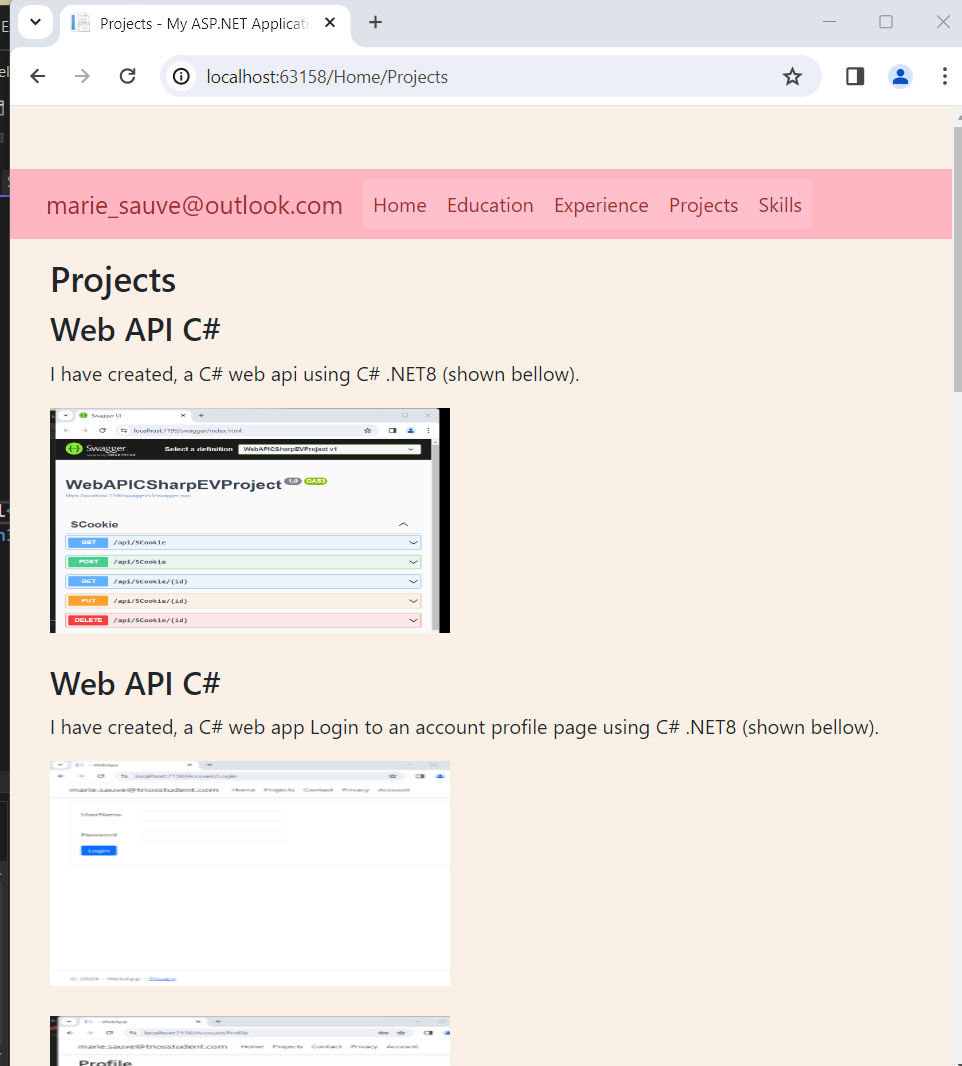 Projects - My ASP.NET Applicati
localhost:63158/Home/Projects
marie_sauve@outlook.com Home Education Experience Projects Skills
Projects
Web API C#
I have created, a C# web api using C# .NET8 (shown bellow).
Swagger UI
localhost:7199/swagger/index.html
Swagger Select a definition WebAPICSharpEVProject v1
WebAPICSharpEVProject 1.0 OAS3
https://localhost:7199/swagger/v1/swagger.json
SCookie
GET /api/SCookie
POST /api/SCookie
GET /api/SCookie/{id}
PUT /api/SCookie/{id}
DELETE /api/SCookie/{id}
Web API C#
I have created, a C# web app Login to an account profile page using C# .NET8 (shown bellow).
- WebApp
localhost:7158/Account/Login
marie.sauve@triosstudent.com Home Projects Contact Privacy Account
UserName
Password
Login
© 2024 - WebApp - Privacy
- WebApp
localhost:7158/Account/Profile
marie.sauve@triosstudent.com Home Projects Contact Privacy Account
Profile